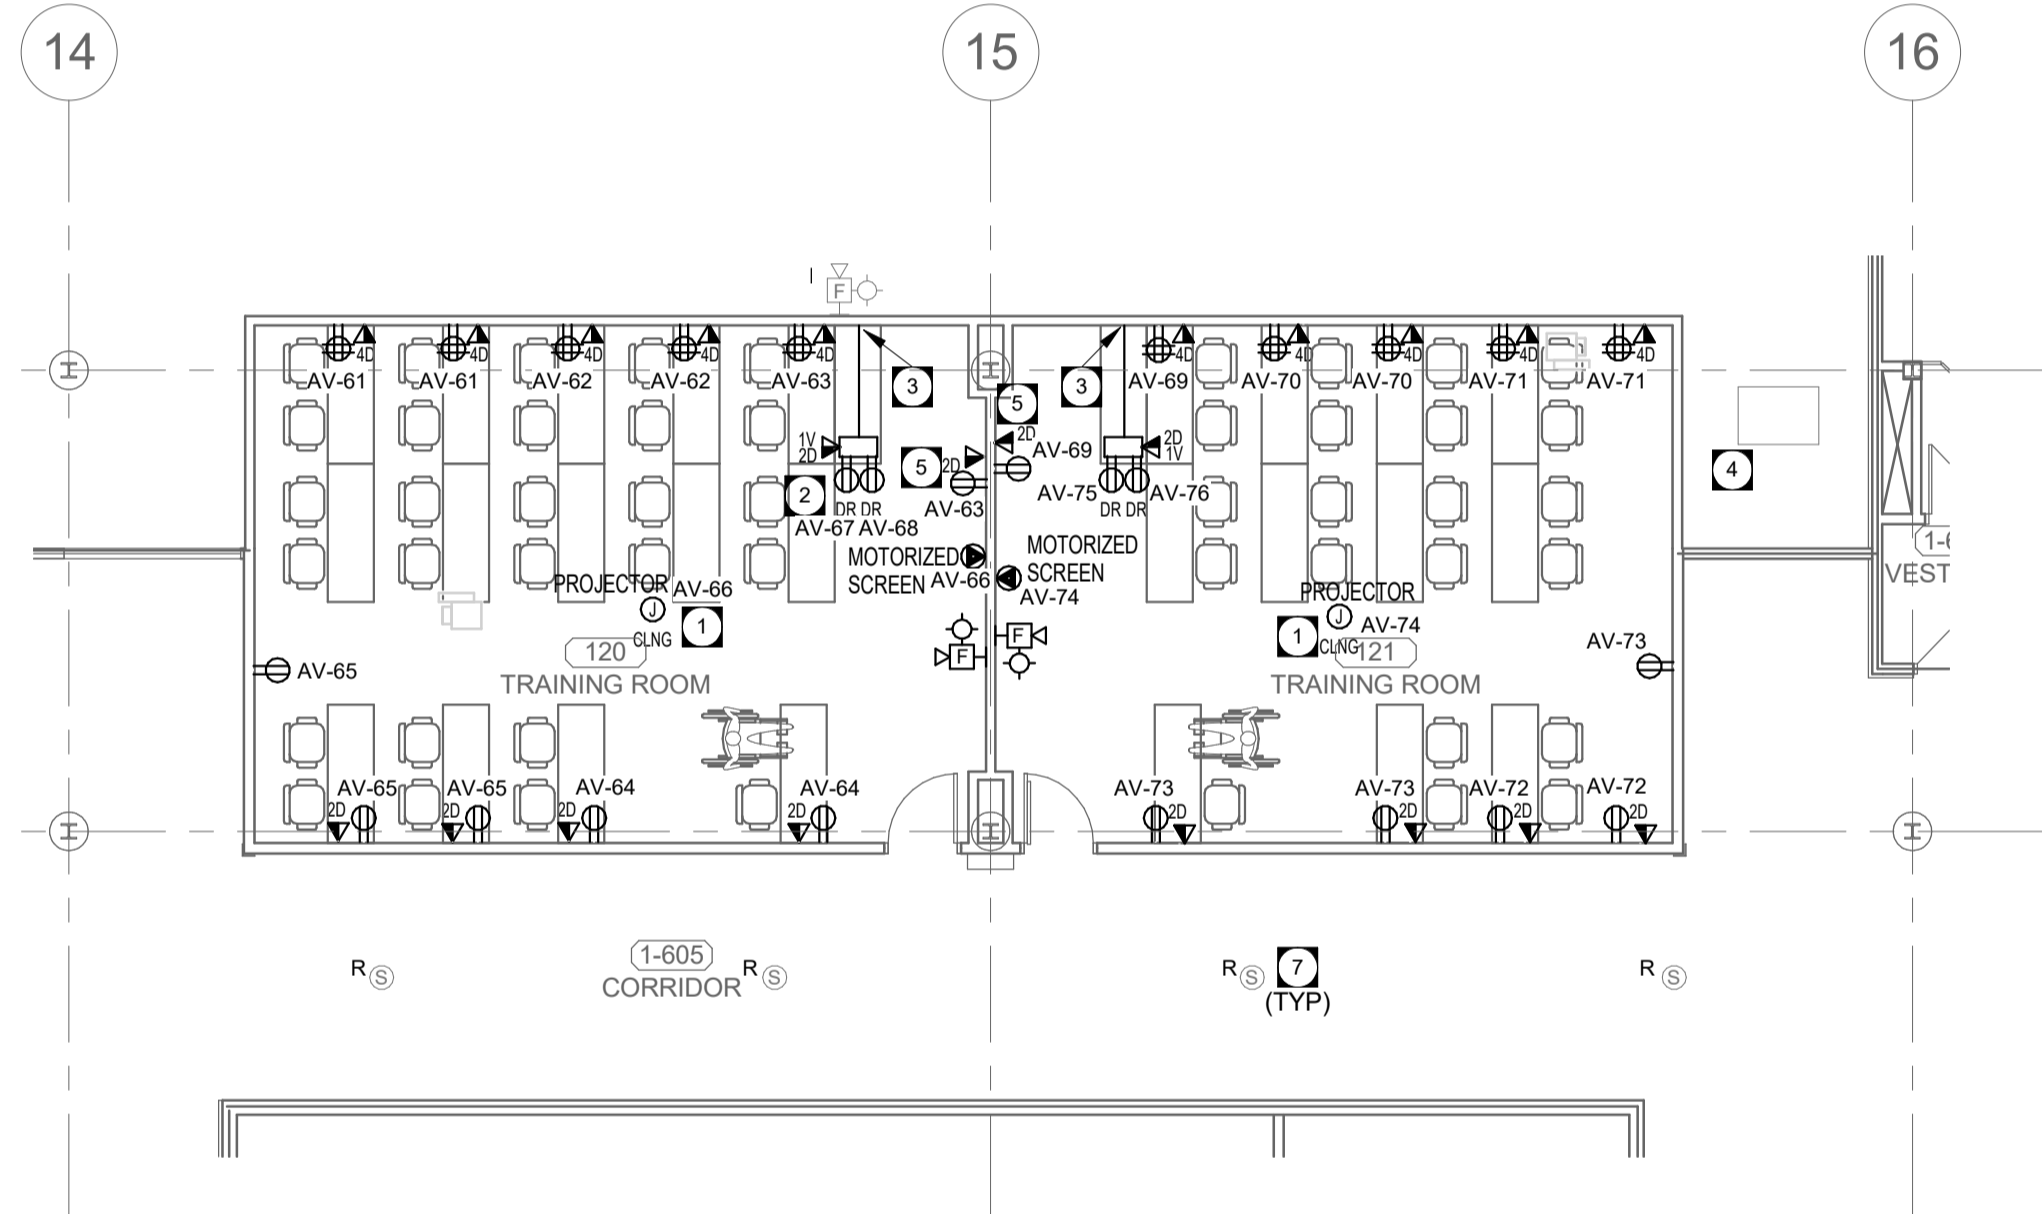 14
15
16
F
4D
4D
4D
4D
4D
4D
4D
4D
4D
4D
AV-61
AV-61
AV-62
AV-62
AV-63
3
3
AV-69
AV-70
AV-70
AV-71
AV-71
5
1V
2D
5
2D
2D
AV-69
2D
1V
4
2
DR DR
AV-67 AV-68
AV-63
AV-75
AV-76
DR DR
MOTORIZED
SCREEN
AV-66
MOTORIZED
SCREEN
AV-74
1-6
VEST
PROJECTOR
AV-66
J
CLNG
1
PROJECTOR
J
AV-74
1
CLNG
F
F
120
TRAINING ROOM
121
TRAINING ROOM
AV-65
AV-73
AV-65
AV-65
AV-64
AV-64
AV-73
AV-73
AV-72
AV-72
2D
2D
2D
2D
2D
2D
2D
2D
1-605
CORRIDOR
R S
R S
R S
7
(TYP)
R S